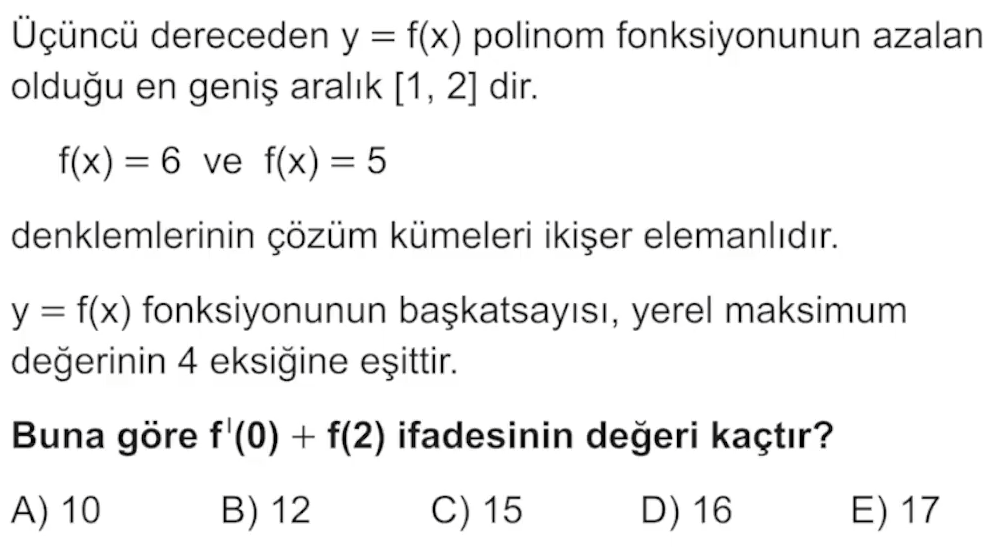 Üçüncü dereceden y = f(x) polinom fonksiyonunun azalan
olduğu en geniş aralık [1, 2] dir.
f(x) = 6 ve f(x) = 5
denklemlerinin çözüm kümeleri ikişer elemanlıdır.
y = f(x) fonksiyonunun başkatsayısı, yerel maksimum
değerinin 4 eksiğine eşittir.
Buna göre f'(0) + f(2) ifadesinin değeri kaçtır?
A) 10 B) 12 C) 15 D) 16 E) 17